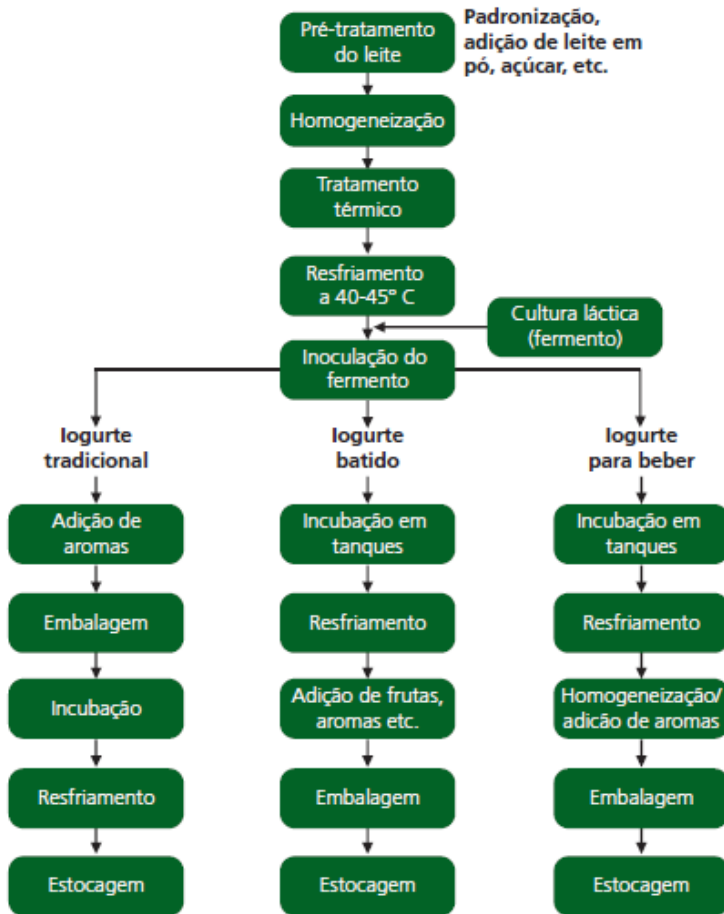 Pré-tratamento
do leite
Padronização,
adição de leite em
pó, açúcar, etc.
Homogeneização
Tratamento
térmico
Resfriamento
a 40-45º C
Cultura láctica
(fermento)
Inoculação do
fermento
Iogurte
tradicional
Adição de
aromas
Embalagem
Incubação
Resfriamento
Estocagem
Iogurte
batido
Incubação em
tanques
Resfriamento
Adição de frutas,
aromas etc.
Embalagem
Estocagem
Iogurte
para beber
Incubação em
tanques
Resfriamento
Homogeneização/
adicão de aromas
Embalagem
Estocagem